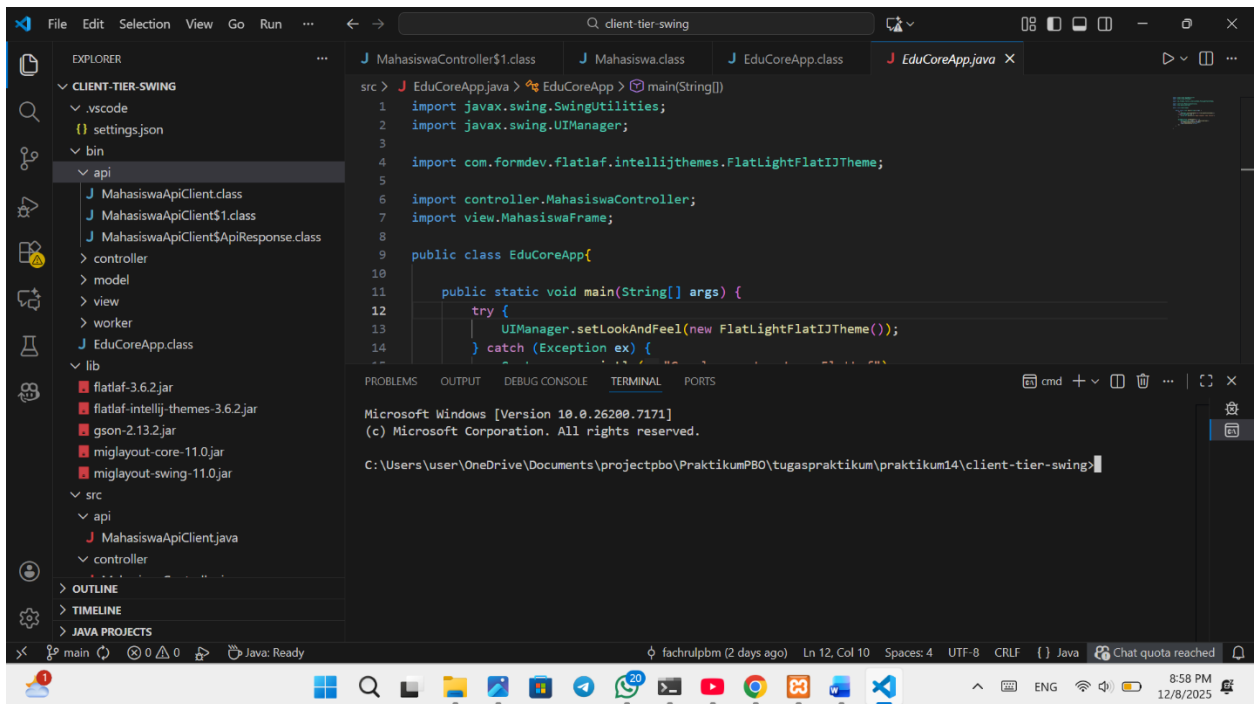 File Edit Selection View Go Run ··· client-tier-swing
EXPLORER ···
CLIENT-TIER-SWING
.vscode
{} settings.json
bin
api
J MahasiswaApiClient.class
J MahasiswaApiClient$1.class
J MahasiswaApiClient$ApiResponse.class
controller
model
view
worker
J EduCoreApp.class
lib
flatlaf-3.6.2.jar
flatlaf-intellij-themes-3.6.2.jar
gson-2.13.2.jar
miglayout-core-11.0.jar
miglayout-swing-11.0.jar
src
api
J MahasiswaApiClient.java
controller
OUTLINE
TIMELINE
JAVA PROJECTS
J MahasiswaController$1.class J Mahasiswa.class J EduCoreApp.class J EduCoreApp.java
src > J EduCoreApp.java > EduCoreApp > main(String[])
1 import javax.swing.SwingUtilities;
2 import javax.swing.UIManager;
3
4 import com.formdev.flatlaf.intellijthemes.FlatLightFlatIJTheme;
5
6 import controller.MahasiswaController;
7 import view.MahasiswaFrame;
8
9 public class EduCoreApp{
10
11 public static void main(String[] args) {
12 try {
13 UIManager.setLookAndFeel(new FlatLightFlatIJTheme());
14 } catch (Exception ex) {
PROBLEMS OUTPUT DEBUG CONSOLE TERMINAL PORTS cmd
Microsoft Windows [Version 10.0.26200.7171]
(c) Microsoft Corporation. All rights reserved.
C:\Users\user\OneDrive\Documents\projectpbo\PraktikumPBO\tugaspraktikum\praktikum14\client-tier-swing>
main 0 0 Java: Ready fachrulpbm (2 days ago) Ln 12, Col 10 Spaces: 4 UTF-8 CRLF {} Java Chat quota reached
1 20 ENG 8:58 PM
12/8/2025